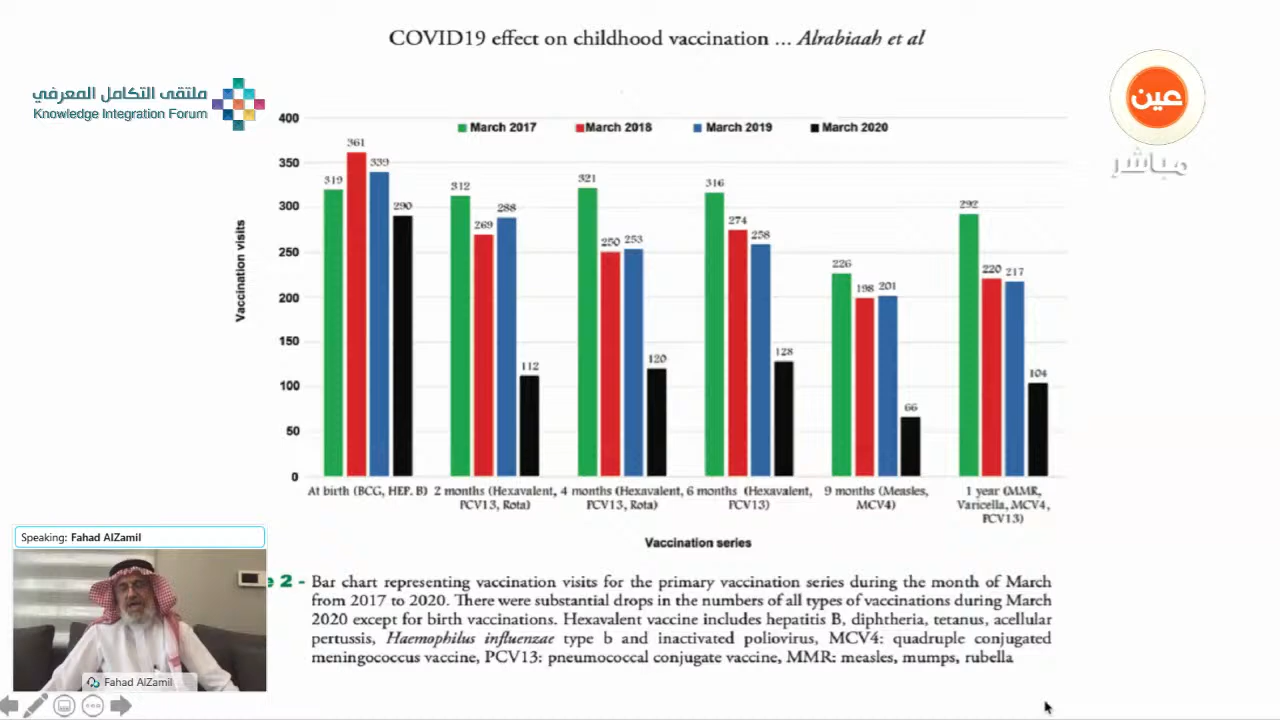 COVID19 effect on childhood vaccination ... Alrabiaah et al
ملتقى التكامل المعرفي
Knowledge Integration Forum
عين
مباشر
400
350
300
250
200
150
100
50
0
Vaccination visits
March 2017 March 2018 March 2019 March 2020
319 361 339 290
312 269 288 112
321 250 253 120
316 274 258 128
226 198 201 66
292 220 217 104
At birth (BCG, HEP. B)
2 months (Hexavalent,
PCV13, Rota)
4 months (Hexavalent,
PCV13, Rota)
6 months (Hexavalent,
PCV13)
9 months (Measles,
MCV4)
1 year (MMR,
Varicella, MCV4,
PCV13)
Vaccination series
Speaking: Fahad AlZamil
Fahad AlZamil
e 2 - Bar chart representing vaccination visits for the primary vaccination series during the month of March
from 2017 to 2020. There were substantial drops in the numbers of all types of vaccinations during March
2020 except for birth vaccinations. Hexavalent vaccine includes hepatitis B, diphtheria, tetanus, acellular
pertussis, Haemophilus influenzae type b and inactivated poliovirus, MCV4: quadruple conjugated
meningococcus vaccine, PCV13: pneumococcal conjugate vaccine, MMR: measles, mumps, rubella